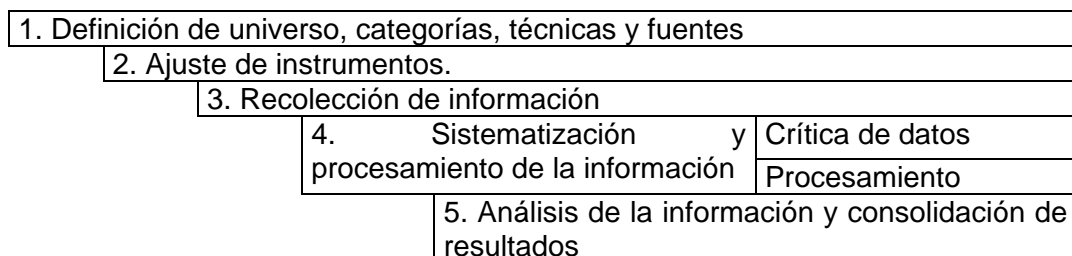 1. Definición de universo, categorías, técnicas y fuentes
2. Ajuste de instrumentos.
3. Recolección de información
4. Sistematización y
procesamiento de la información
Crítica de datos
Procesamiento
5. Análisis de la información y consolidación de
resultados